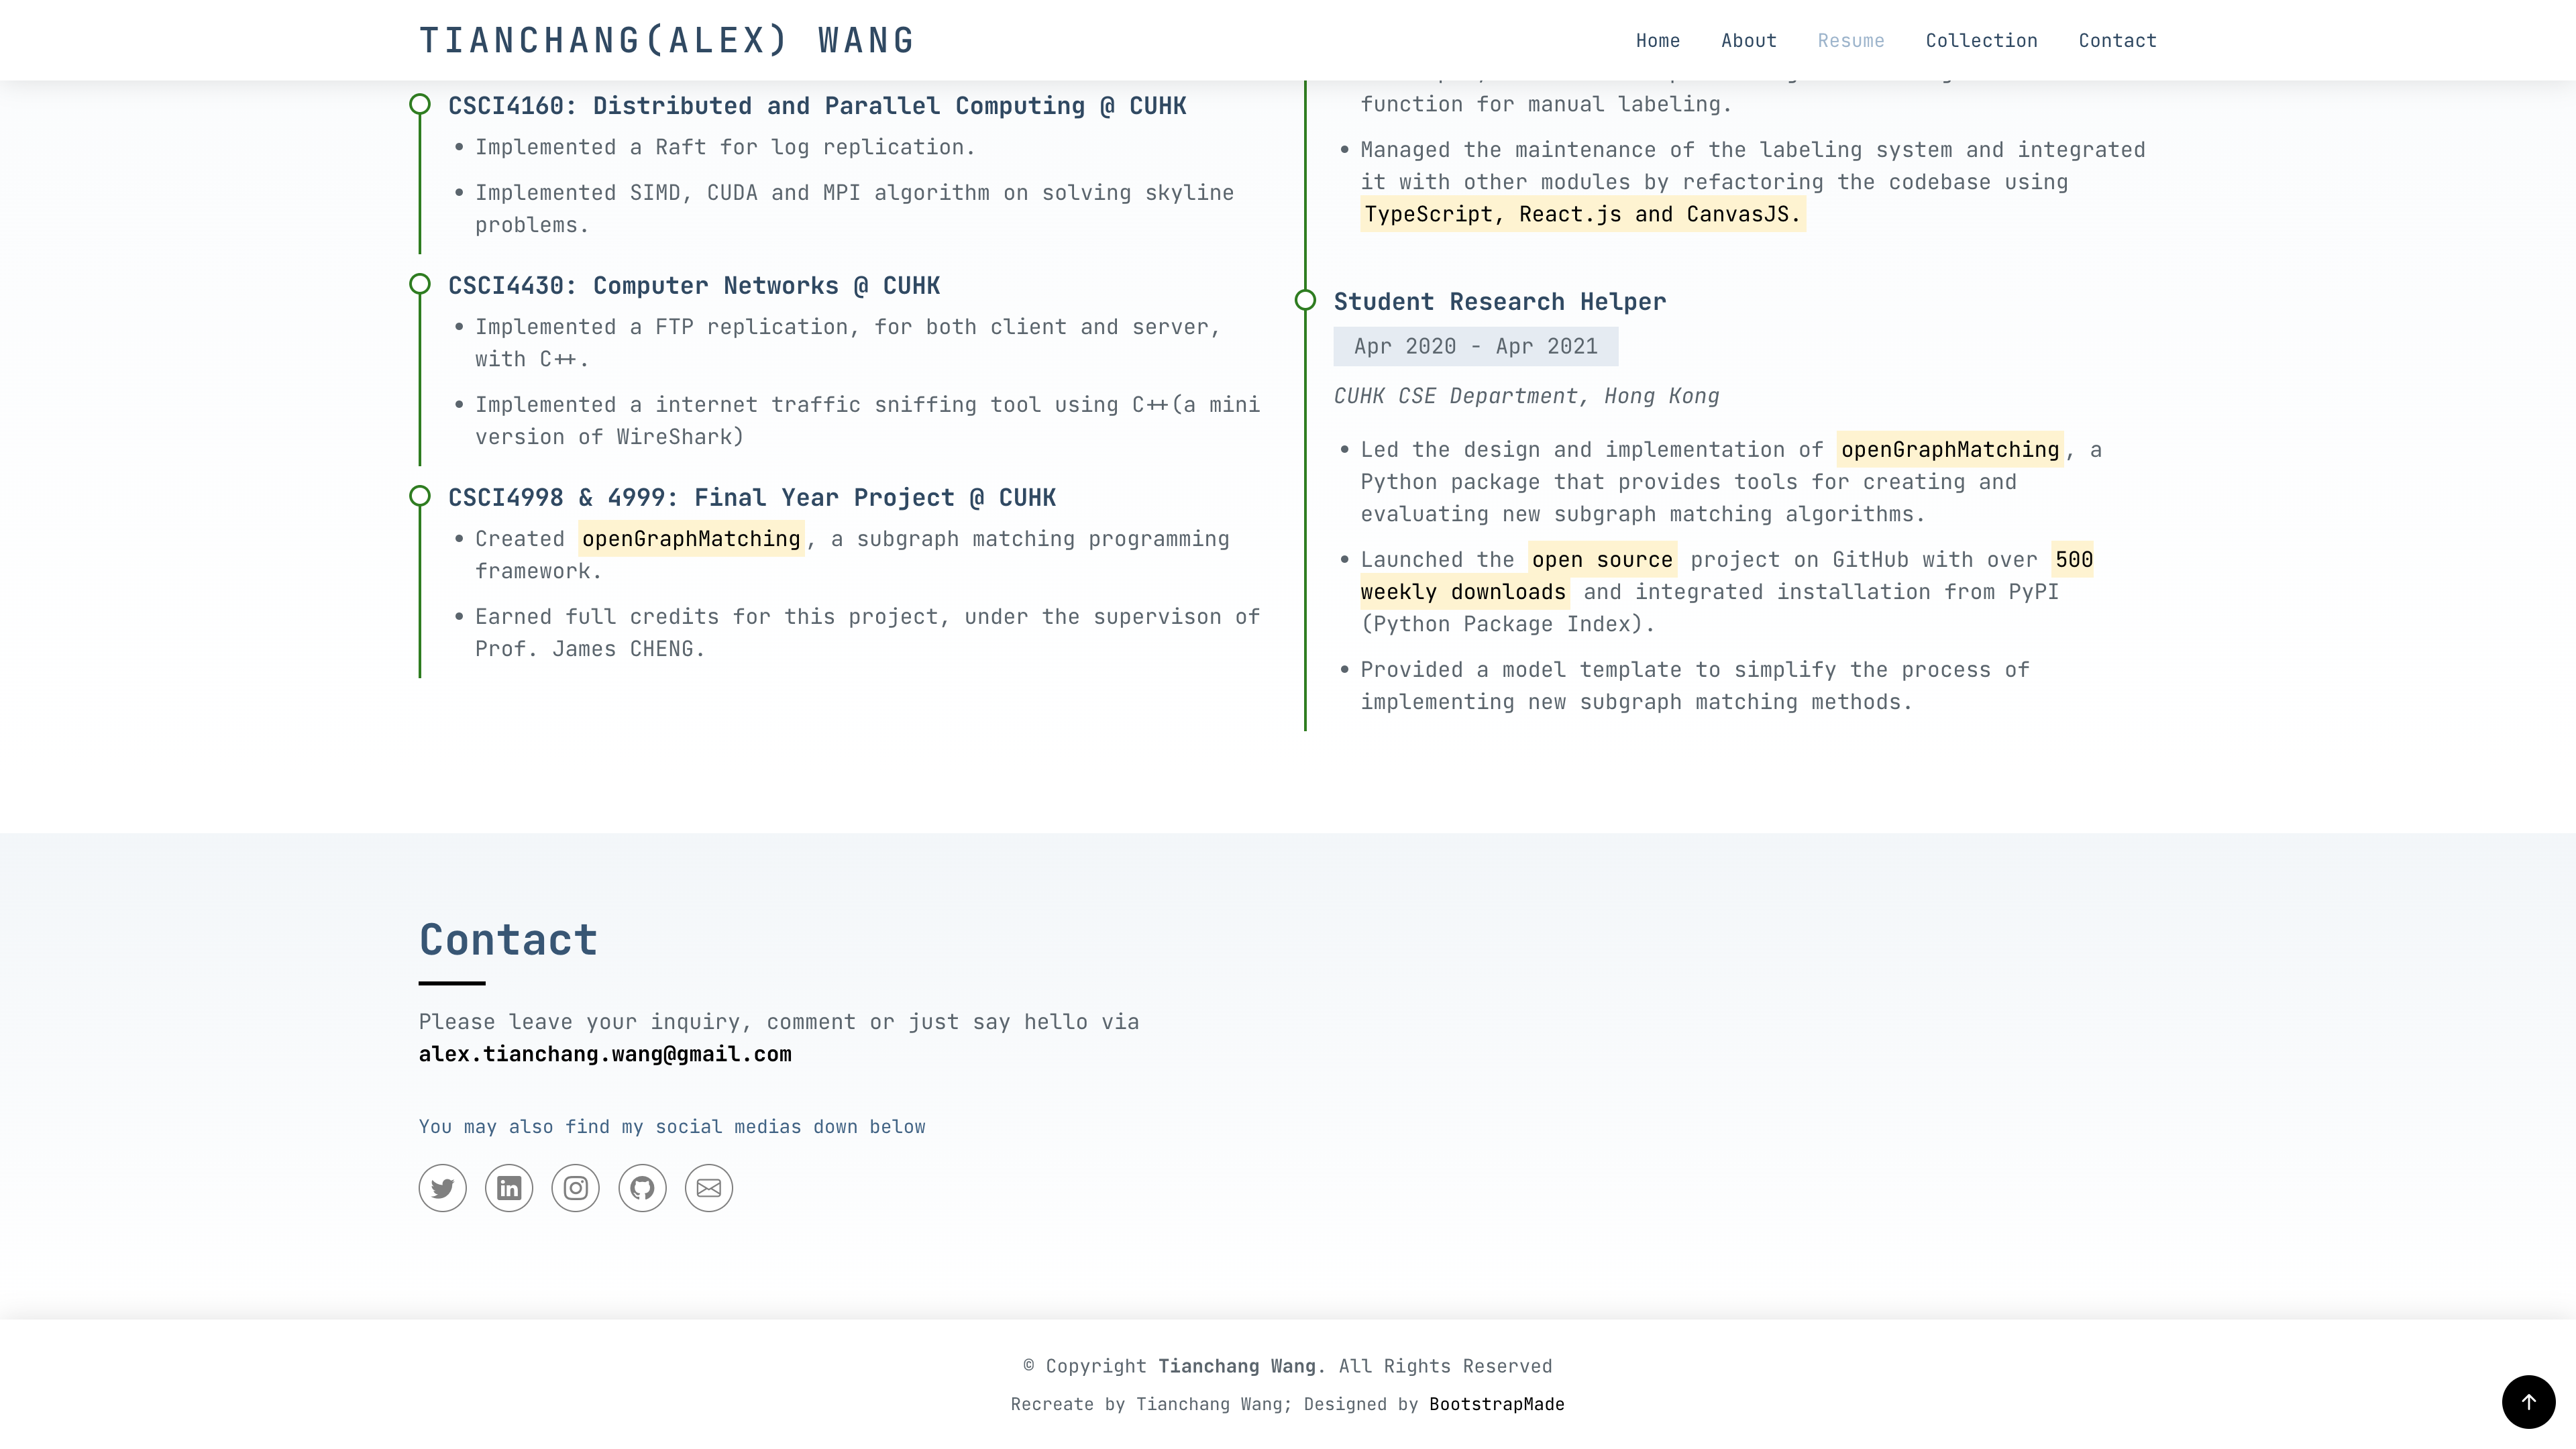 TIANCHANG(ALEX) WANG
Home About Resume Collection Contact
CSCI4160: Distributed and Parallel Computing @ CUHK
Implemented a Raft for log replication.
Implemented SIMD, CUDA and MPI algorithm on solving skyline
problems.
CSCI4430: Computer Networks @ CUHK
Implemented a FTP replication, for both client and server,
with C++.
Implemented a internet traffic sniffing tool using C++(a mini
version of WireShark)
CSCI4998 & 4999: Final Year Project @ CUHK
Created openGraphMatching, a subgraph matching programming
framework.
Earned full credits for this project, under the supervison of
Prof. James CHENG.
function for manual labeling.
Managed the maintenance of the labeling system and integrated
it with other modules by refactoring the codebase using
TypeScript, React.js and CanvasJS.
Student Research Helper
Apr 2020 - Apr 2021
CUHK CSE Department, Hong Kong
Led the design and implementation of openGraphMatching, a
Python package that provides tools for creating and
evaluating new subgraph matching algorithms.
Launched the open source project on GitHub with over 500
weekly downloads and integrated installation from PyPI
(Python Package Index).
Provided a model template to simplify the process of
implementing new subgraph matching methods.
Contact
Please leave your inquiry, comment or just say hello via
alex.tianchang.wang@gmail.com
You may also find my social medias down below
© Copyright Tianchang Wang. All Rights Reserved
Recreate by Tianchang Wang; Designed by BootstrapMade